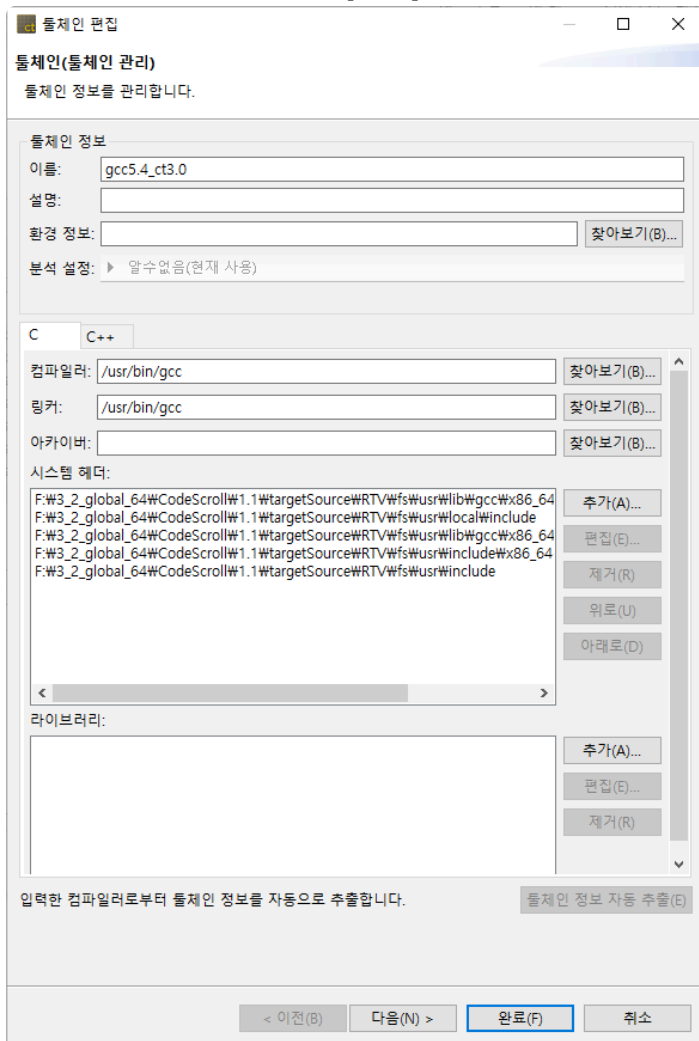 ct 툴체인 편집
툴체인(툴체인 관리)
툴체인 정보를 관리합니다.
툴체인 정보
이름: gcc5.4_ct3.0
설명:
환경 정보: 찾아보기(B)...
분석 설정: 알수없음(현재 사용)
C C++
컴파일러: /usr/bin/gcc 찾아보기(B)...
링커: /usr/bin/gcc 찾아보기(B)...
아카이버: 찾아보기(B)...
시스템 헤더:
F:₩3_2_global_64₩CodeScroll₩1.1₩targetSource₩RTV₩fs₩usr₩lib₩gcc₩x86_64 추가(A)...
F:₩3_2_global_64₩CodeScroll₩1.1₩targetSource₩RTV₩fs₩usr₩local₩include
F:₩3_2_global_64₩CodeScroll₩1.1₩targetSource₩RTV₩fs₩usr₩lib₩gcc₩x86_64 편집(E)...
F:₩3_2_global_64₩CodeScroll₩1.1₩targetSource₩RTV₩fs₩usr₩include₩x86_64
F:₩3_2_global_64₩CodeScroll₩1.1₩targetSource₩RTV₩fs₩usr₩include 제거(R)
위로(U)
아래로(D)
라이브러리:
추가(A)...
편집(E)...
제거(R)
입력한 컴파일러로부터 툴체인 정보를 자동으로 추출합니다. 툴체인 정보 자동 추출(E)
< 이전(B) 다음(N) > 완료(F) 취소